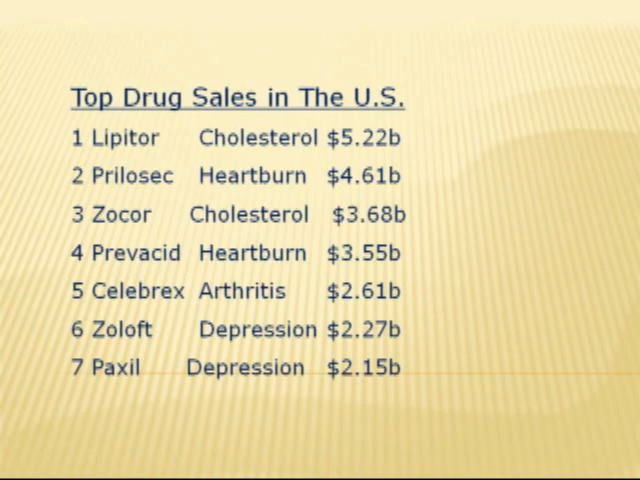 Top Drug Sales in The U.S.
1 Lipitor Cholesterol $5.22b
2 Prilosec Heartburn $4.61b
3 Zocor Cholesterol $3.68b
4 Prevacid Heartburn $3.55b
5 Celebrex Arthritis $2.61b
6 Zoloft Depression $2.27b
7 Paxil Depression $2.15b